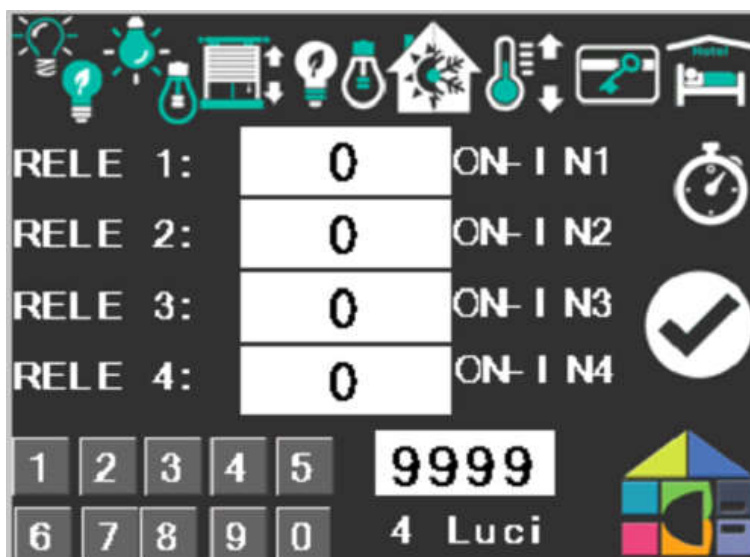 Hotel
RELE 1: 0 ON-IN1
RELE 2: 0 ON-IN2
RELE 3: 0 ON-IN3
RELE 4: 0 ON-IN4
1 2 3 4 5 9999
6 7 8 9 0 4 Luci